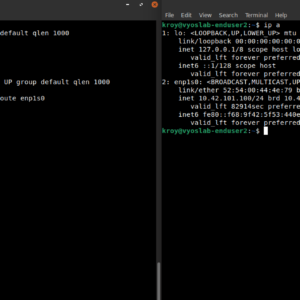 default qlen 1000
UP group default qlen 1000
oute enp1s0
File Edit View Search Terminal Help
kroy@vyoslab-enduser2:~$ ip a
1: lo: <LOOPBACK,UP,LOWER_UP> mtu
link/loopback 00:00:00:00:00:0
inet 127.0.0.1/8 scope host lo
valid_lft forever preferred
inet6 ::1/128 scope host
valid_lft forever preferred
2: enp1s0: <BROADCAST,MULTICAST,UP
link/ether 52:54:00:44:4e:79 b
inet 10.42.101.100/24 brd 10.4
valid_lft 82914sec preferre
inet6 fe80::f68:9f42:5f53:440e
valid_lft forever preferred
kroy@vyoslab-enduser2:~$